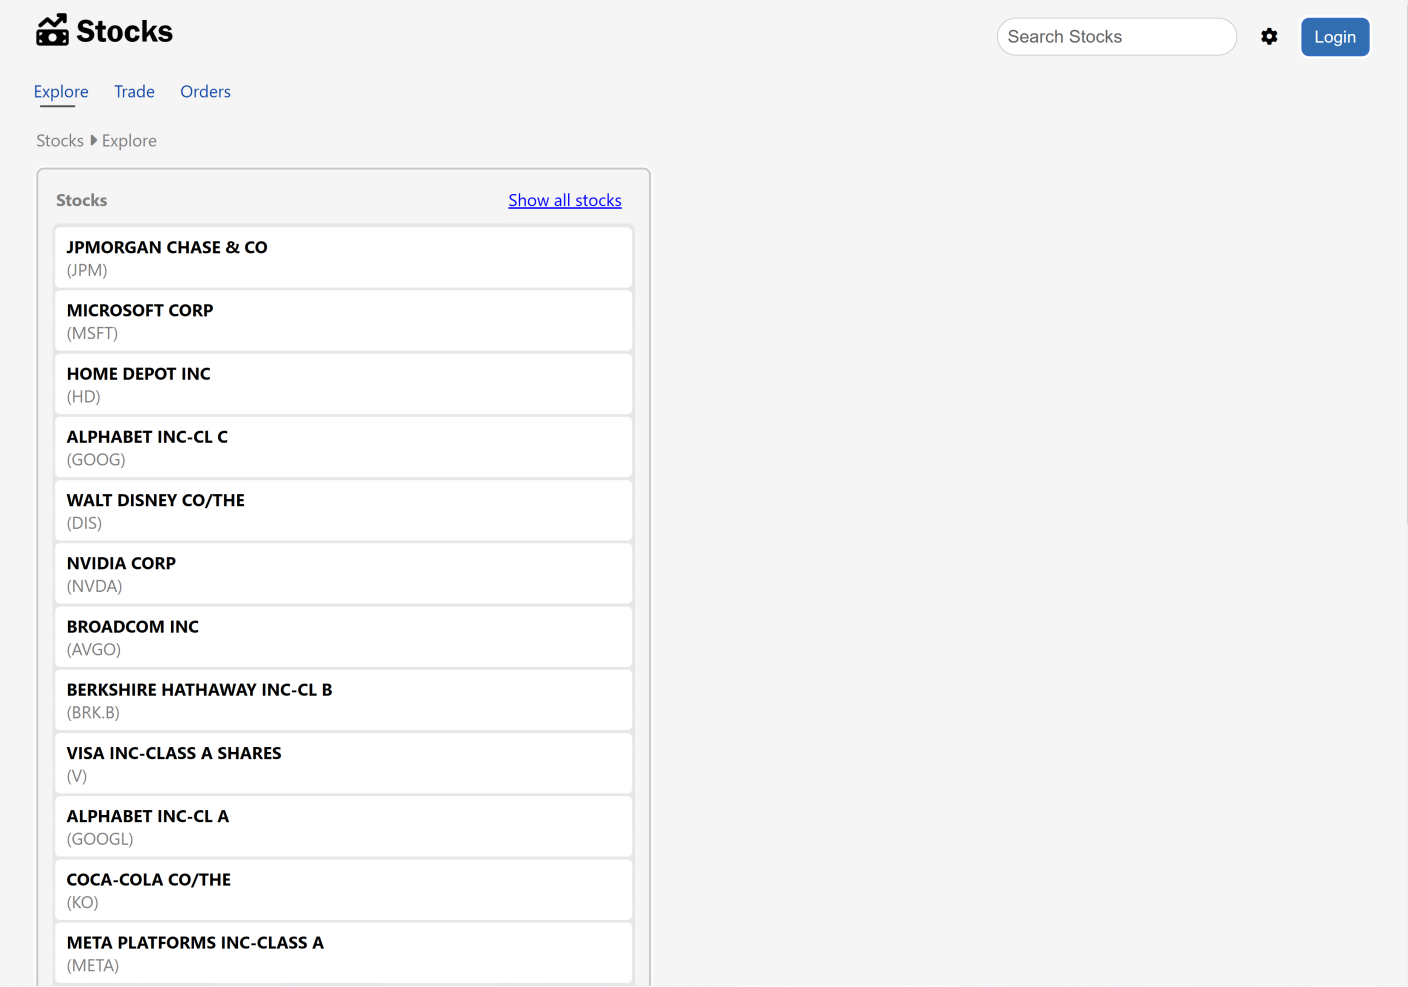 Stocks
Search Stocks
Login
Explore Trade Orders
Stocks Explore
Stocks Show all stocks
JPMORGAN CHASE & CO
(JPM)
MICROSOFT CORP
(MSFT)
HOME DEPOT INC
(HD)
ALPHABET INC-CL C
(GOOG)
WALT DISNEY CO/THE
(DIS)
NVIDIA CORP
(NVDA)
BROADCOM INC
(AVGO)
BERKSHIRE HATHAWAY INC-CL B
(BRK.B)
VISA INC-CLASS A SHARES
(V)
ALPHABET INC-CL A
(GOOGL)
COCA-COLA CO/THE
(KO)
META PLATFORMS INC-CLASS A
(META)